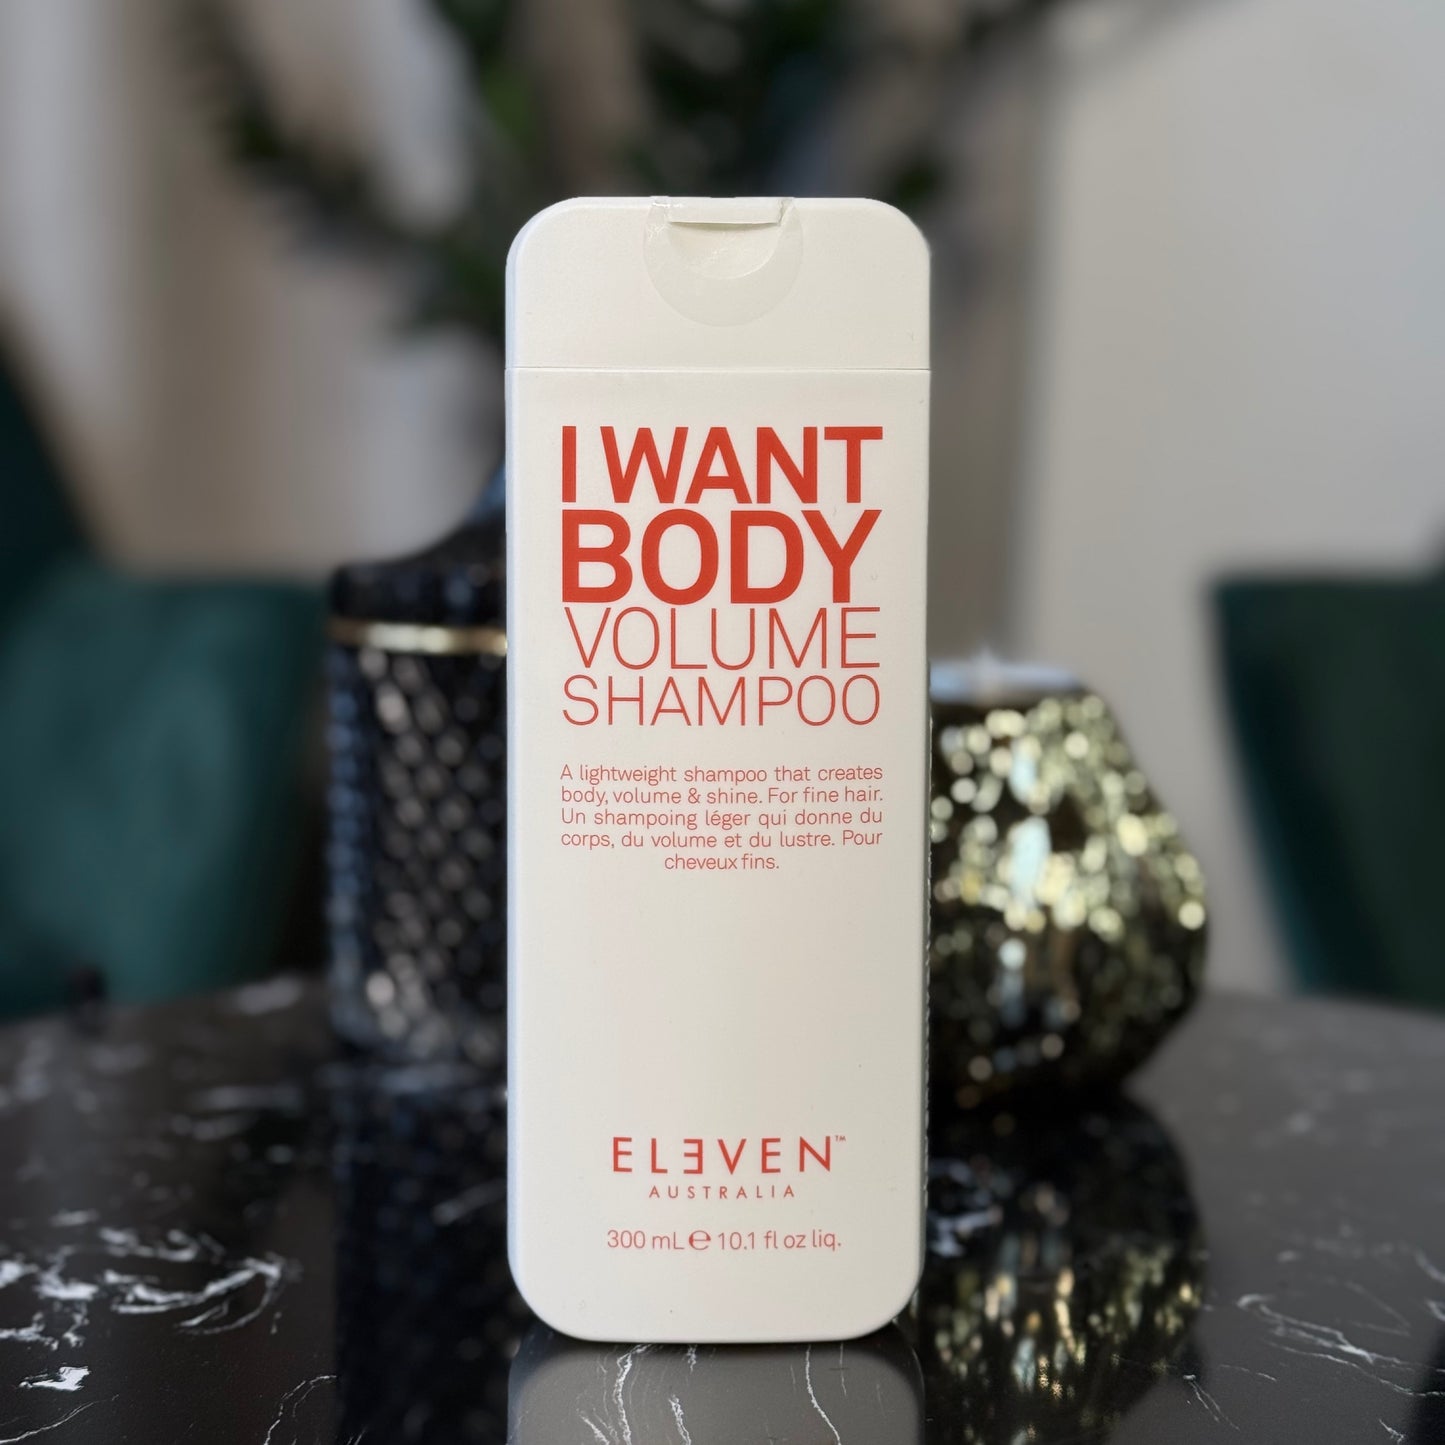 I WANT
BODY
VOLUME
SHAMPOO
A lightweight shampoo that creates
body, volume & shine. For fine hair.
Un shampoing léger qui donne du
corps, du volume et du lustre. Pour
cheveux fins.
ELEVEN™
AUSTRALIA
300 mL ℮ 10.1 fl oz liq.